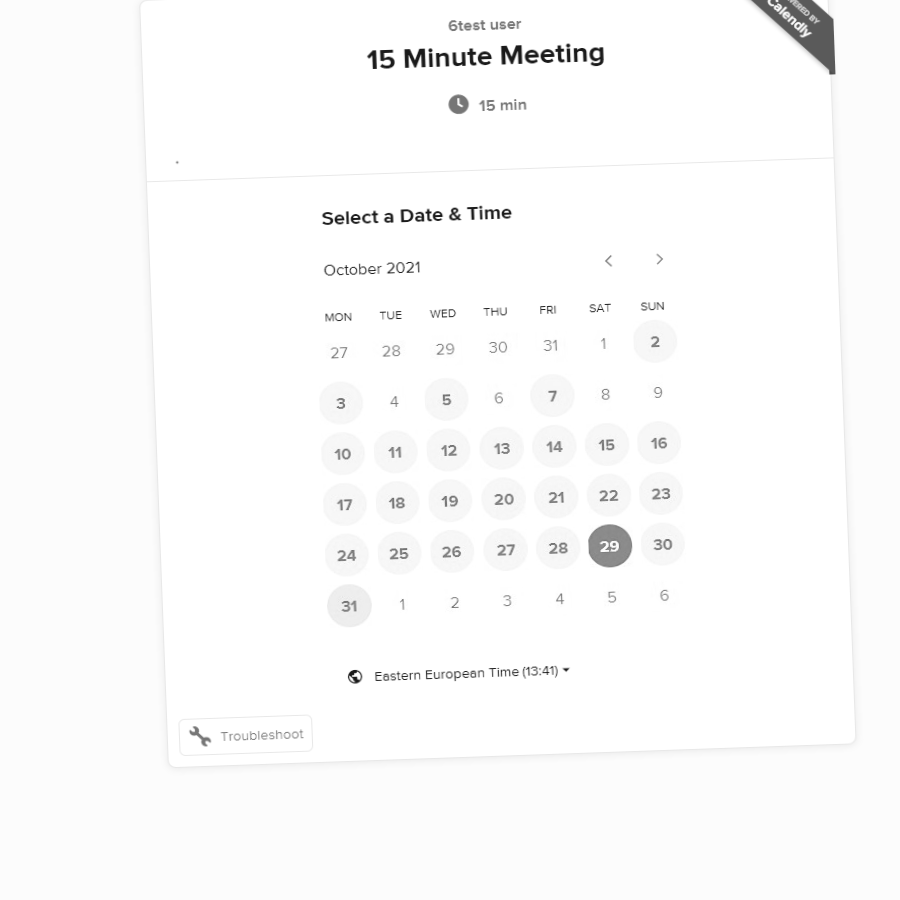 6test user
15 Minute Meeting
POWERED BY
Calendly
15 min
.
Select a Date & Time
October 2021
MON TUE WED THU FRI SAT SUN
27 28 29 30 31 1 2
3 4 5 6 7 8 9
10 11 12 13 14 15 16
17 18 19 20 21 22 23
24 25 26 27 28 29 30
31 1 2 3 4 5 6
Eastern European Time (13:41)
Troubleshoot